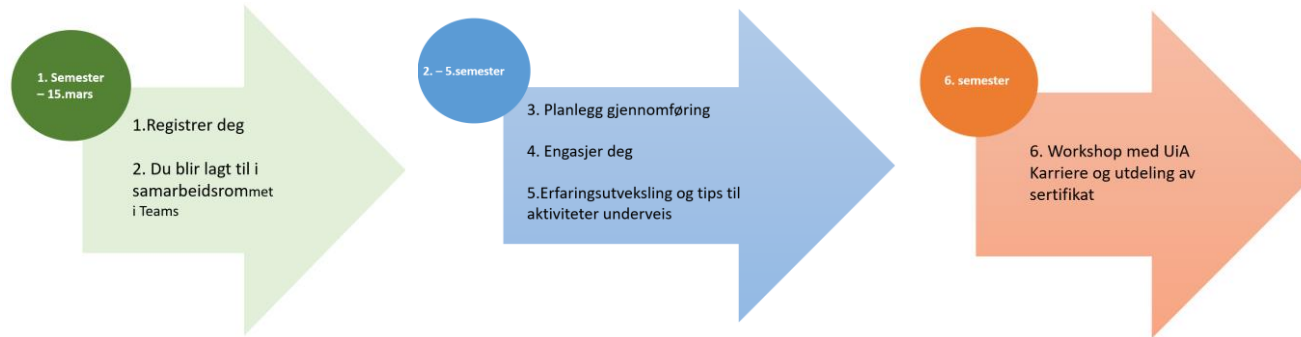 1. Semester
– 15.mars
1.Registrer deg
2. Du blir lagt til i
samarbeidsrommet
i Teams
2. – 5.semester
3. Planlegg gjennomføring
4. Engasjer deg
5.Erfaringsutveksling og tips til
aktiviteter underveis
6. semester
6. Workshop med UiA
Karriere og utdeling av
sertifikat